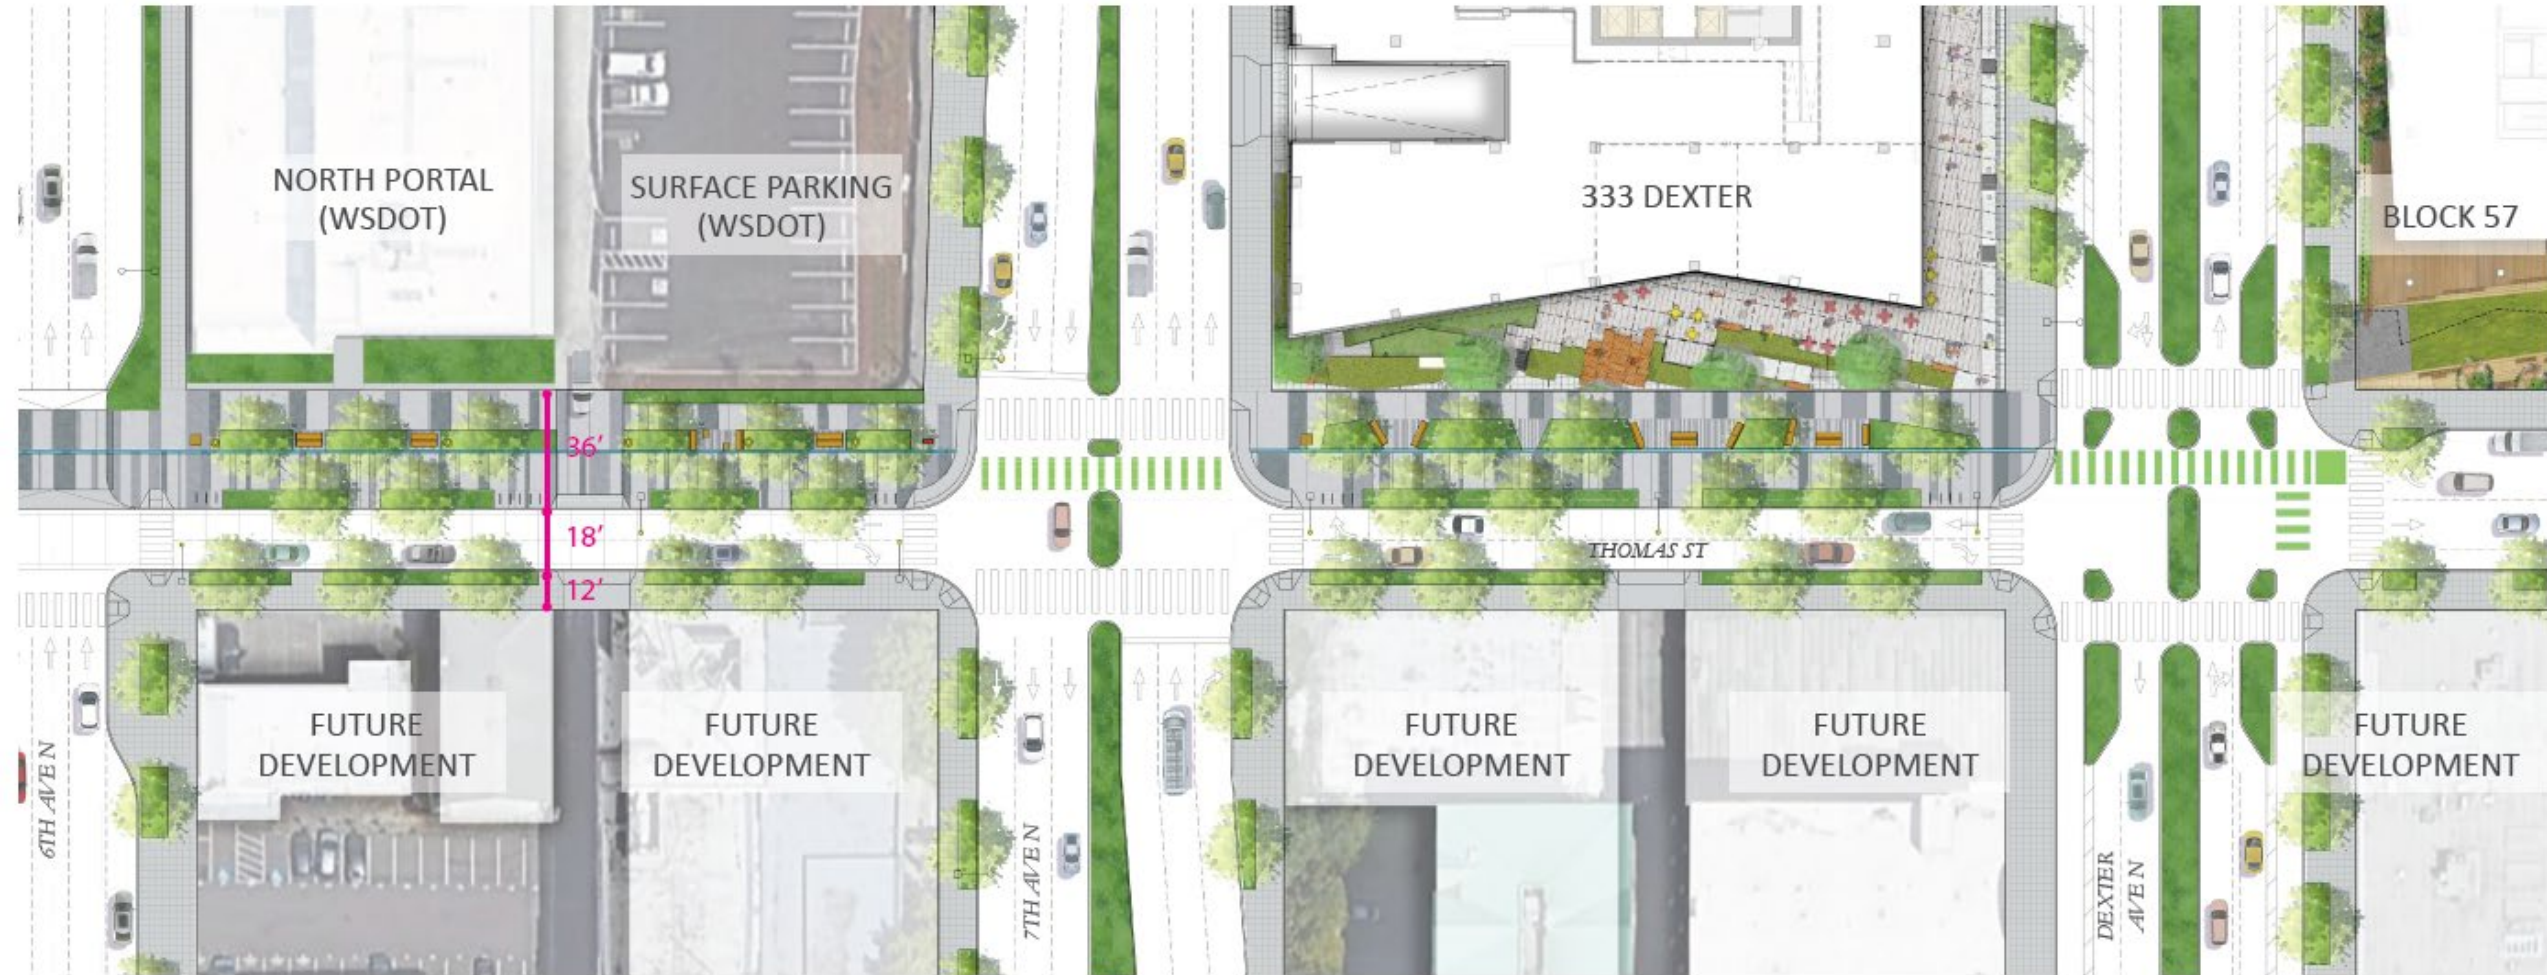 NORTH PORTAL
(WSDOT)
SURFACE PARKING
(WSDOT)
333 DEXTER
BLOCK 57
36'
18'
12'
THOMAS ST
FUTURE
DEVELOPMENT
FUTURE
DEVELOPMENT
FUTURE
DEVELOPMENT
FUTURE
DEVELOPMENT
FUTURE
DEVELOPMENT
6TH AVE N
7TH AVE N
DEXTER
AVE N